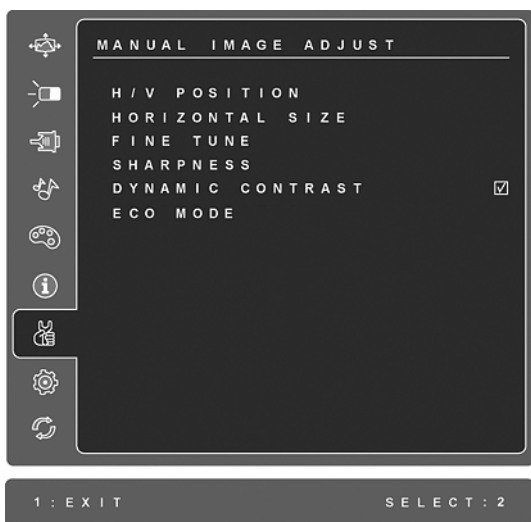 MANUAL IMAGE ADJUST
H/V POSITION
HORIZONTAL SIZE
FINE TUNE
SHARPNESS
DYNAMIC CONTRAST
ECO MODE
1:EXIT SELECT:2